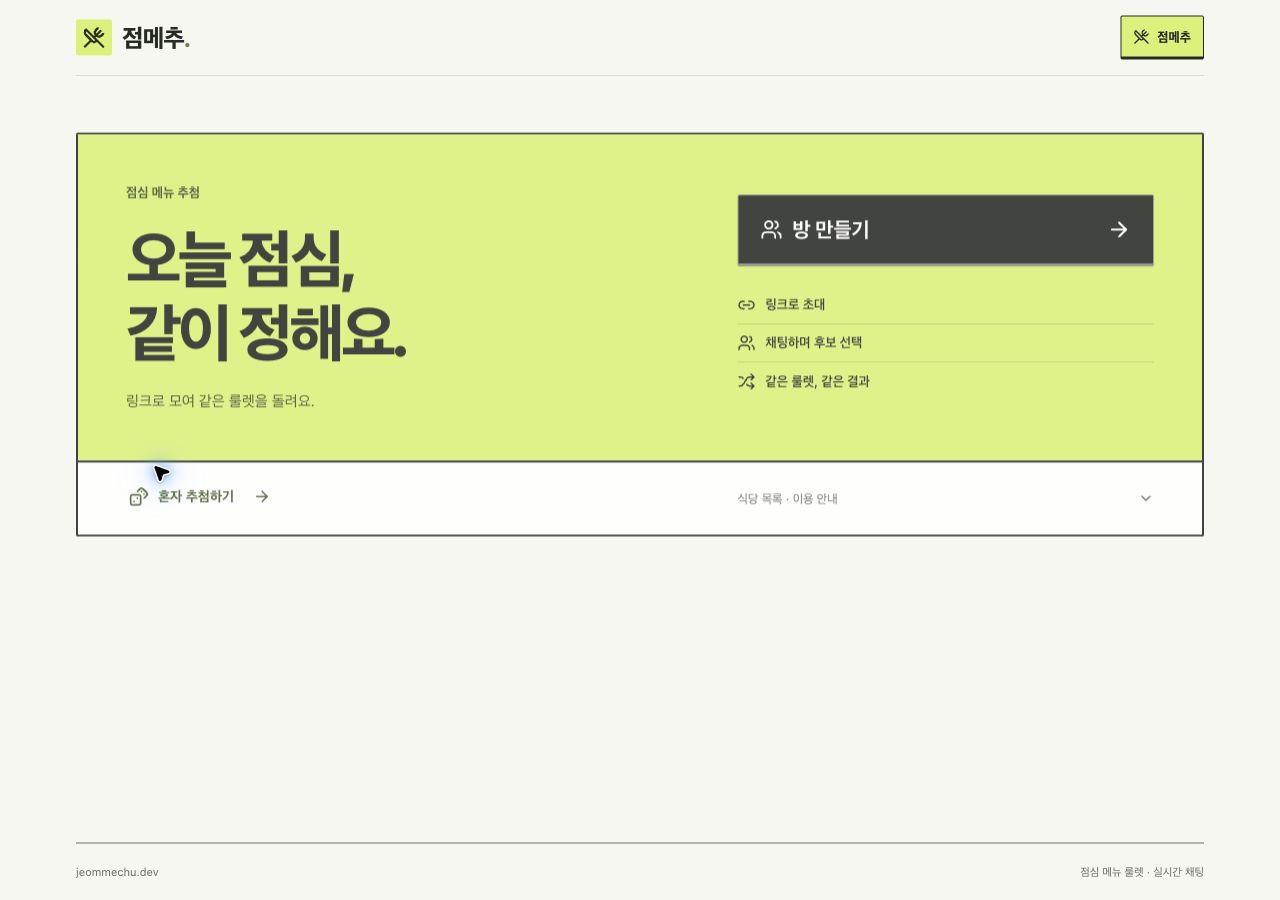 점메추.
점메추
점심 메뉴 추첨
오늘 점심,
같이 정해요.
링크로 모여 같은 룰렛을 돌려요.
방 만들기
링크로 초대
채팅하며 후보 선택
같은 룰렛, 같은 결과
혼자 추첨하기
식당 목록 · 이용 안내
jeommechu.dev
점심 메뉴 룰렛 · 실시간 채팅